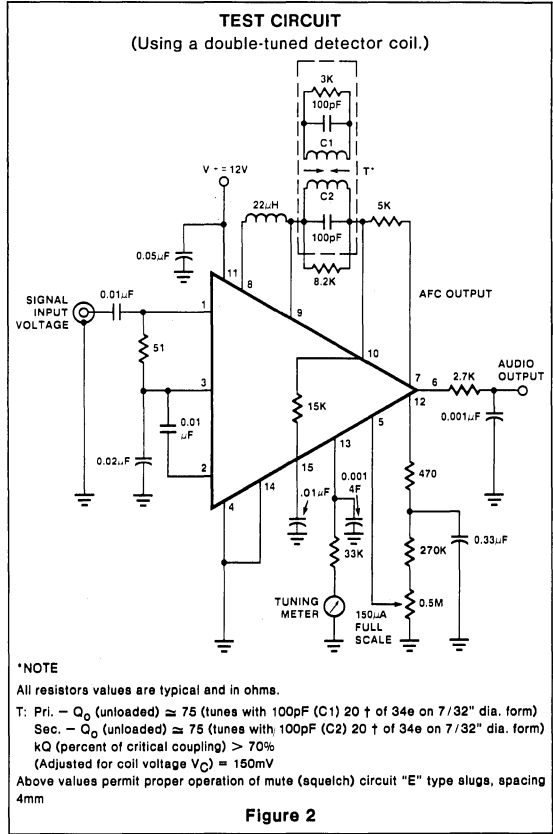 TEST CIRCUIT
(Using a double-tuned detector coil.)
3K
100pF
C1
T*
C2
100pF
8.2K
V + = 12V
22µH
5K
0.05µF
11
8
9
AFC OUTPUT
SIGNAL
INPUT
VOLTAGE
0.01µF
1
51
10
7
6
2.7K
AUDIO
OUTPUT
3
12
0.01
µF
15K
5
0.001µF
0.02µF
2
13
470
15
14
4
.01µF
0.001
4F
33K
270K
0.33µF
TUNING
METER
150µA
FULL
SCALE
0.5M
*NOTE
All resistors values are typical and in ohms.
T: Pri. – Qo (unloaded) ≃ 75 (tunes with 100pF (C1) 20 † of 34e on 7/32" dia. form)
Sec. – Qo (unloaded) ≃ 75 (tunes with 100pF (C2) 20 † of 34e on 7/32" dia. form)
kQ (percent of critical coupling) > 70%
(Adjusted for coil voltage VC) = 150mV
Above values permit proper operation of mute (squelch) circuit "E" type slugs, spacing
4mm
Figure 2